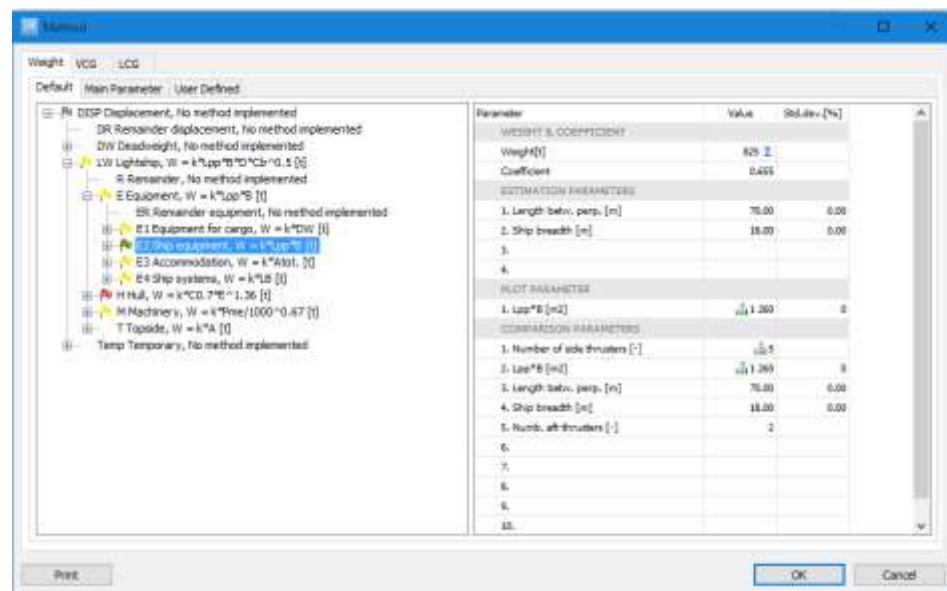 Method
Weight VCG LCG
Default Main Parameter User Defined
DISP Displacement, No method implemented
DR Remainder displacement, No method implemented
DW Deadweight, No method implemented
LW Lightship, W = k*Lpp*B*D*Cb^0.5 [t]
R Remainder, No method implemented
E Equipment, W = k*Lpp*B [t]
ER Remainder equipment, No method implemented
E1 Equipment for cargo, W = k*DW [t]
E2 Ship equipment, W = k*Lpp*B [t]
E3 Accommodation, W = k*Atot. [t]
E4 Ship systems, W = k*LB [t]
H Hull, W = k*C0.7*E^1.36 [t]
M Machinery, W = k*Pme/1000^0.67 [t]
T Topside, W = k*A [t]
Temp Temporary, No method implemented
Parameter Value Std.dev.[%]
WEIGHT & COEFFICIENT
Weight[t] 825 Σ
Coefficient 0.655
ESTIMATION PARAMETERS
1. Length betw. perp. [m] 70.00 0.00
2. Ship breadth [m] 18.00 0.00
3.
4.
PLOT PARAMETER
1. Lpp*B [m2] 1 260 0
COMPARISON PARAMETERS
1. Number of side thrusters [-] 5
2. Lpp*B [m2] 1 260 0
3. Length betw. perp. [m] 70.00 0.00
4. Ship breadth [m] 18.00 0.00
5. Numb. aft thrusters [-] 2
6.
7.
8.
9.
10.
Print OK Cancel